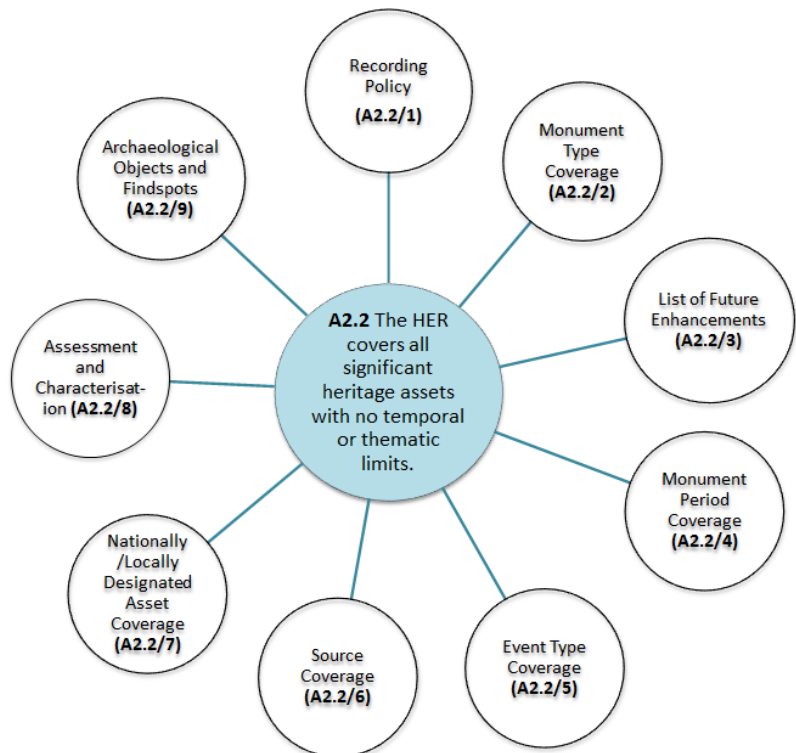 Recording
Policy
(A2.2/1)
Monument
Type
Coverage
(A2.2/2)
List of Future
Enhancements
(A2.2/3)
Monument
Period
Coverage
(A2.2/4)
Event Type
Coverage
(A2.2/5)
Source
Coverage
(A2.2/6)
Nationally
/Locally
Designated
Asset
Coverage
(A2.2/7)
Assessment
and
Characterisat-
ion (A2.2/8)
Archaeological
Objects and
Findspots
(A2.2/9)
A2.2 The HER
covers all
significant
heritage assets
with no temporal
or thematic
limits.